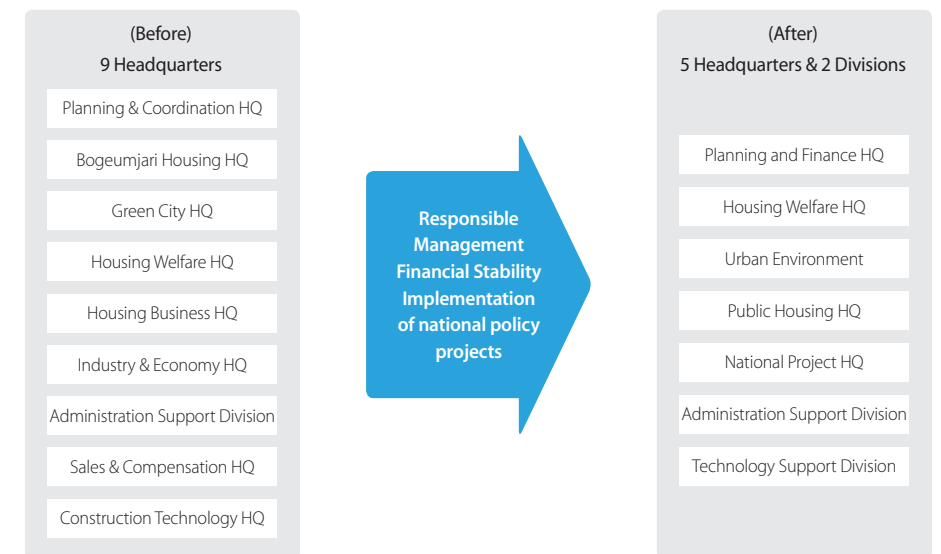 (Before)
9 Headquarters
Planning & Coordination HQ
Bogeumjari Housing HQ
Green City HQ
Housing Welfare HQ
Housing Business HQ
Industry & Economy HQ
Administration Support Division
Sales & Compensation HQ
Construction Technology HQ
Responsible
Management
Financial Stability
Implementation
of national policy
projects
(After)
5 Headquarters & 2 Divisions
Planning and Finance HQ
Housing Welfare HQ
Urban Environment
Public Housing HQ
National Project HQ
Administration Support Division
Technology Support Division